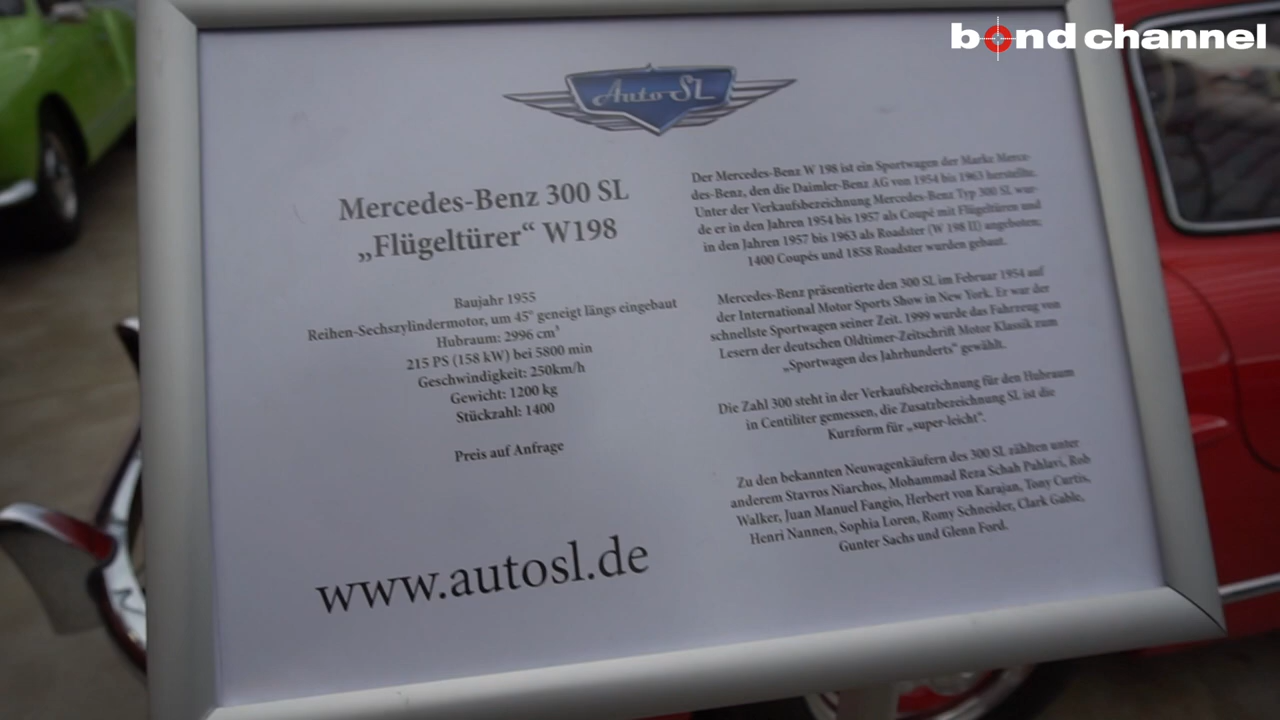 bond channel
Auto SL
Mercedes-Benz 300 SL
„Flügeltürer“ W198
Baujahr 1955
Reihen-Sechszylindermotor, um 45° geneigt längs eingebaut
Hubraum: 2996 cm³
215 PS (158 kW) bei 5800 min
Geschwindigkeit: 250km/h
Gewicht: 1200 kg
Stückzahl: 1400
Preis auf Anfrage
www.autosl.de
Der Mercedes-Benz W 198 ist ein Sportwagen der Marke Merce-
des-Benz, den die Daimler-Benz AG von 1954 bis 1963 herstellte.
Unter der Verkaufsbezeichnung Mercedes-Benz Typ 300 SL wur-
de er in den Jahren 1954 bis 1957 als Coupé mit Flügeltüren und
in den Jahren 1957 bis 1963 als Roadster (W 198 II) angeboten;
1400 Coupés und 1858 Roadster wurden gebaut.
Mercedes-Benz präsentierte den 300 SL im Februar 1954 auf
der International Motor Sports Show in New York. Er war der
schnellste Sportwagen seiner Zeit. 1999 wurde das Fahrzeug von
Lesern der deutschen Oldtimer-Zeitschrift Motor Klassik zum
„Sportwagen des Jahrhunderts“ gewählt.
Die Zahl 300 steht in der Verkaufsbezeichnung für den Hubraum
in Centiliter gemessen, die Zusatzbezeichnung SL ist die
Kurzform für „super-leicht“.
Zu den bekannten Neuwagenkäufern des 300 SL zählten unter
anderem Stavros Niarchos, Mohammad Reza Schah Pahlavi, Rob
Walker, Juan Manuel Fangio, Herbert von Karajan, Tony Curtis,
Henri Nannen, Sophia Loren, Romy Schneider, Clark Gable,
Gunter Sachs und Glenn Ford.